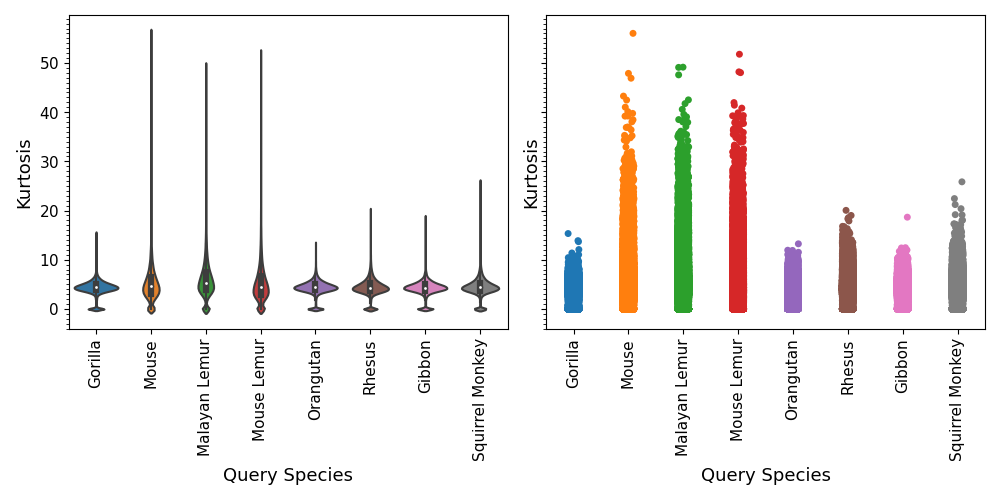 Kurtosis
50
40
30
20
10
0
Gorilla
Mouse
Malayan Lemur
Mouse Lemur
Orangutan
Rhesus
Gibbon
Squirrel Monkey
Query Species
Kurtosis
Gorilla
Mouse
Malayan Lemur
Mouse Lemur
Orangutan
Rhesus
Gibbon
Squirrel Monkey
Query Species